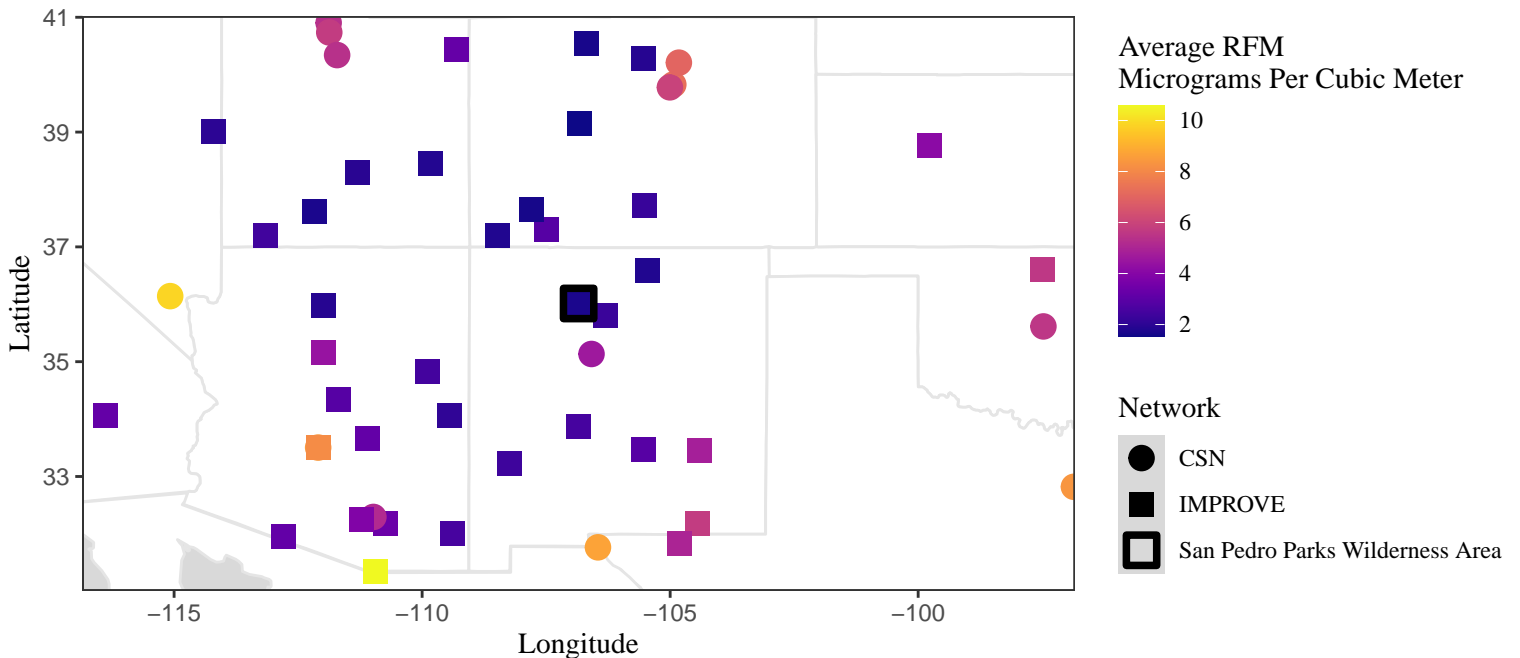 41
39
37
35
33
Latitude
−115
−110
−105
−100
Longitude
Average RFM
Micrograms Per Cubic Meter
10
8
6
4
2
Network
CSN
IMPROVE
San Pedro Parks Wilderness Area